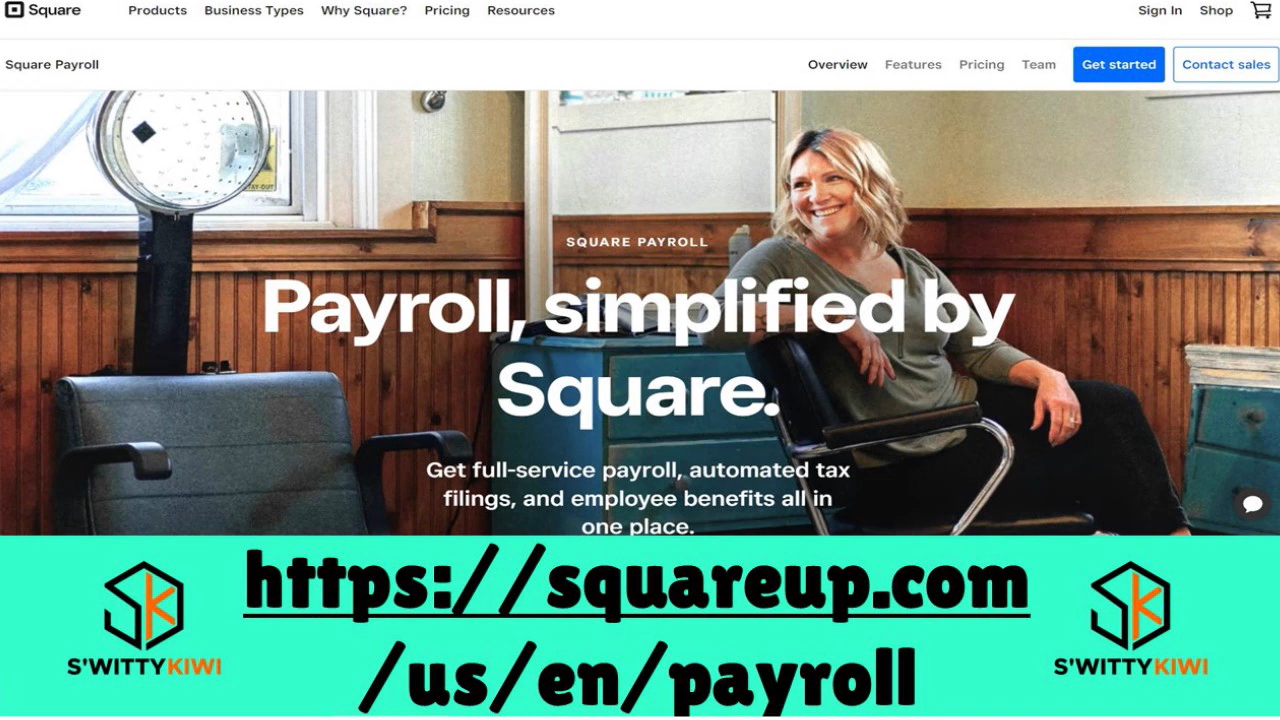 Square Products Business Types Why Square? Pricing Resources Sign In Shop
Square Payroll Overview Features Pricing Team Get started Contact sales
SQUARE PAYROLL
Payroll, simplified by
Square.
Get full-service payroll, automated tax
filings, and employee benefits all in
one place.
https://squareup.com
/us/en/payroll
S'WITTYKIWI
S'WITTYKIWI